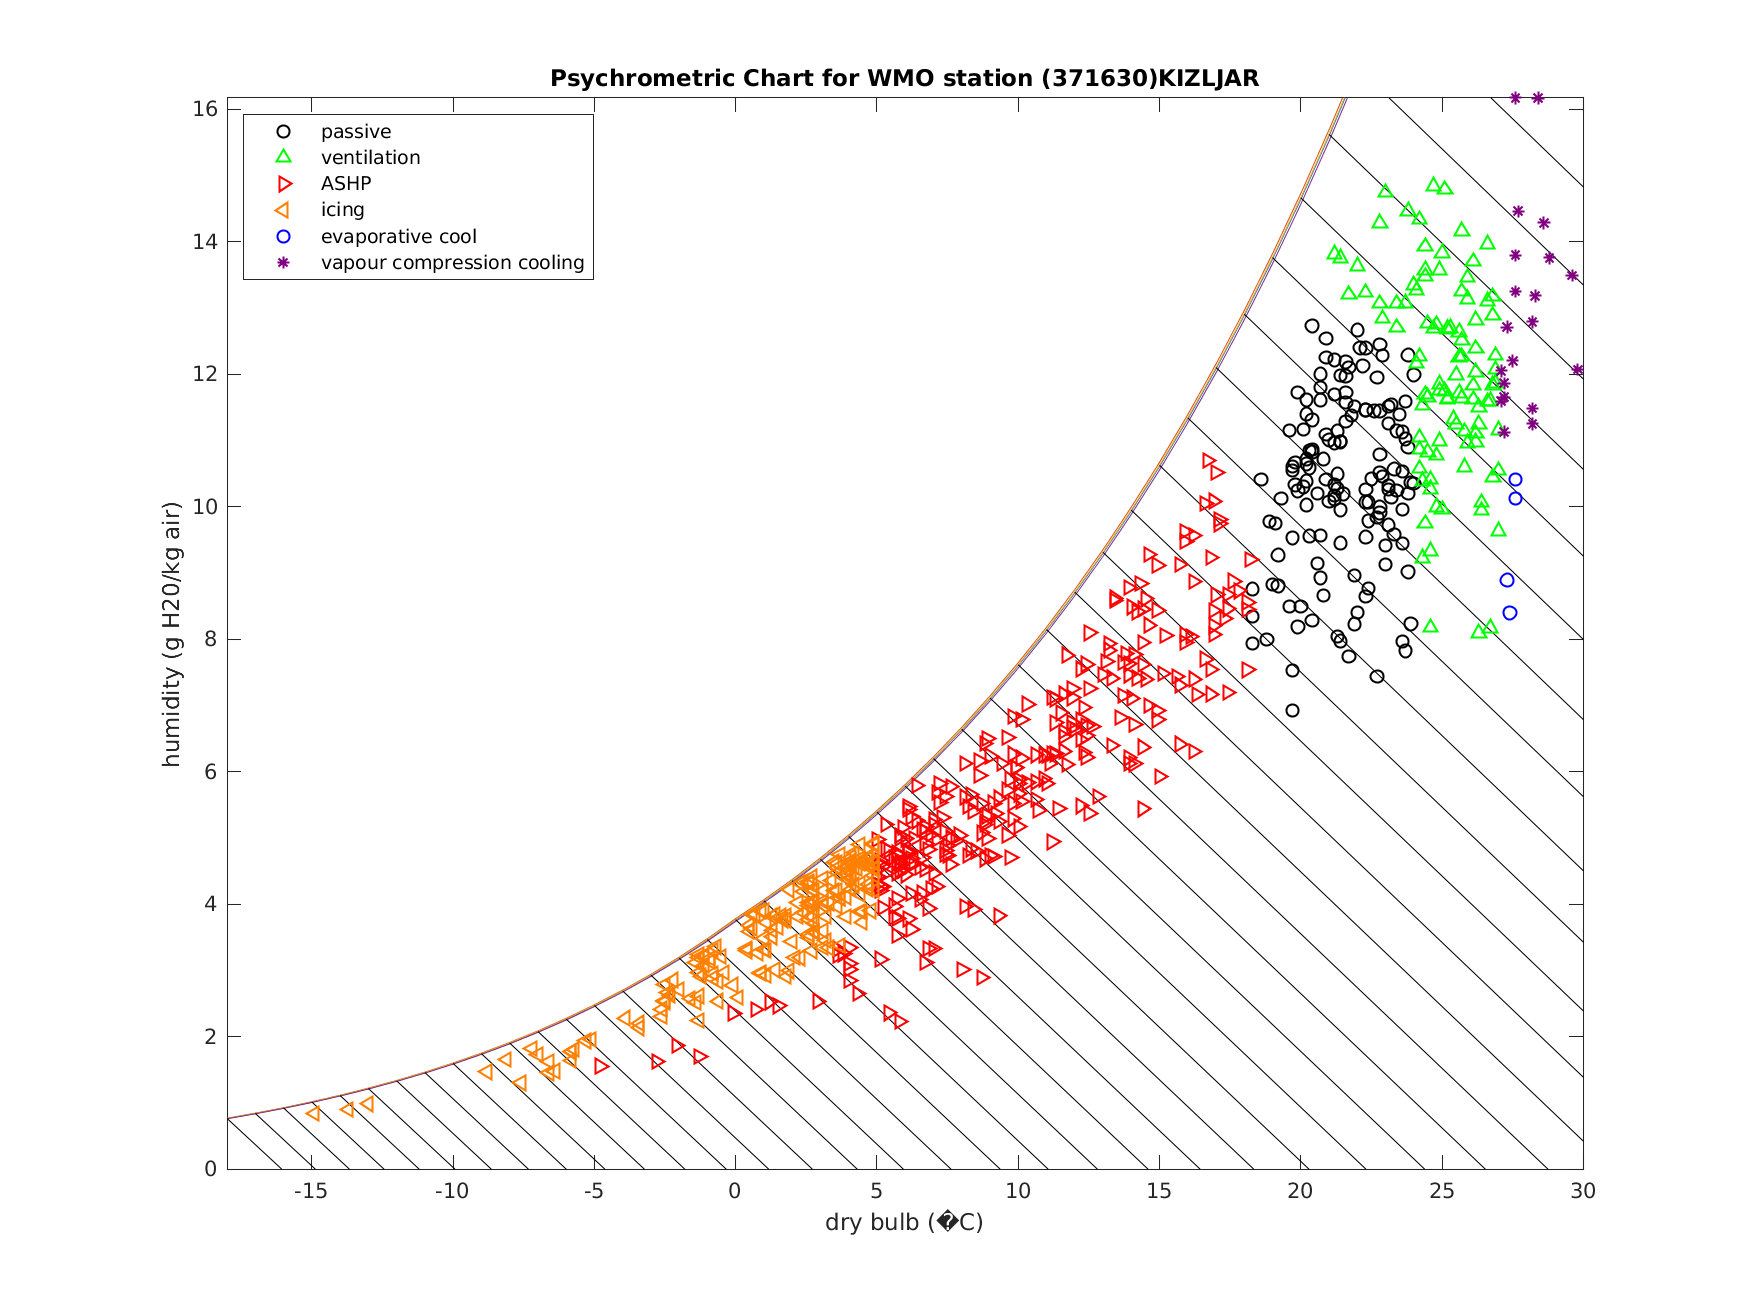 Psychrometric Chart for WMO station (371630)KIZLJAR
passive
ventilation
ASHP
icing
evaporative cool
vapour compression cooling
humidity (g H20/kg air)
16
14
12
10
8
6
4
2
0
-15 -10 -5 0 5 10 15 20 25 30
dry bulb (�C)